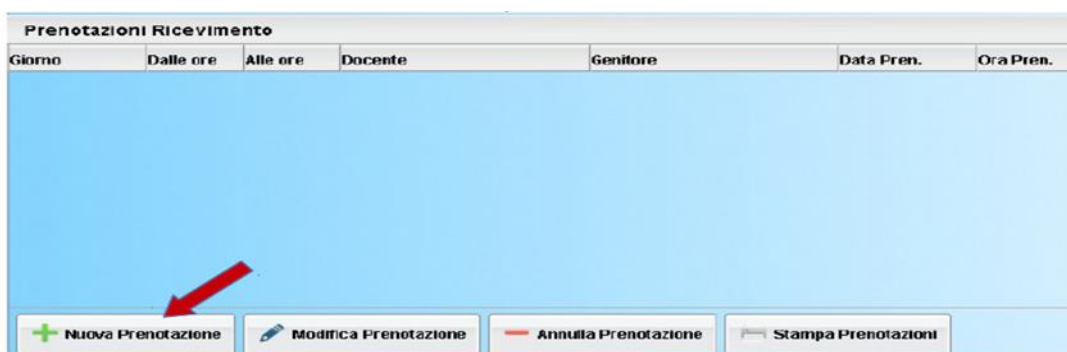 Prenotazioni Ricevimento
Giorno Dalle ore Alle ore Docente Genitore Data Pren. Ora Pren.
Nuova Prenotazione Modifica Prenotazione Annulla Prenotazione Stampa Prenotazioni